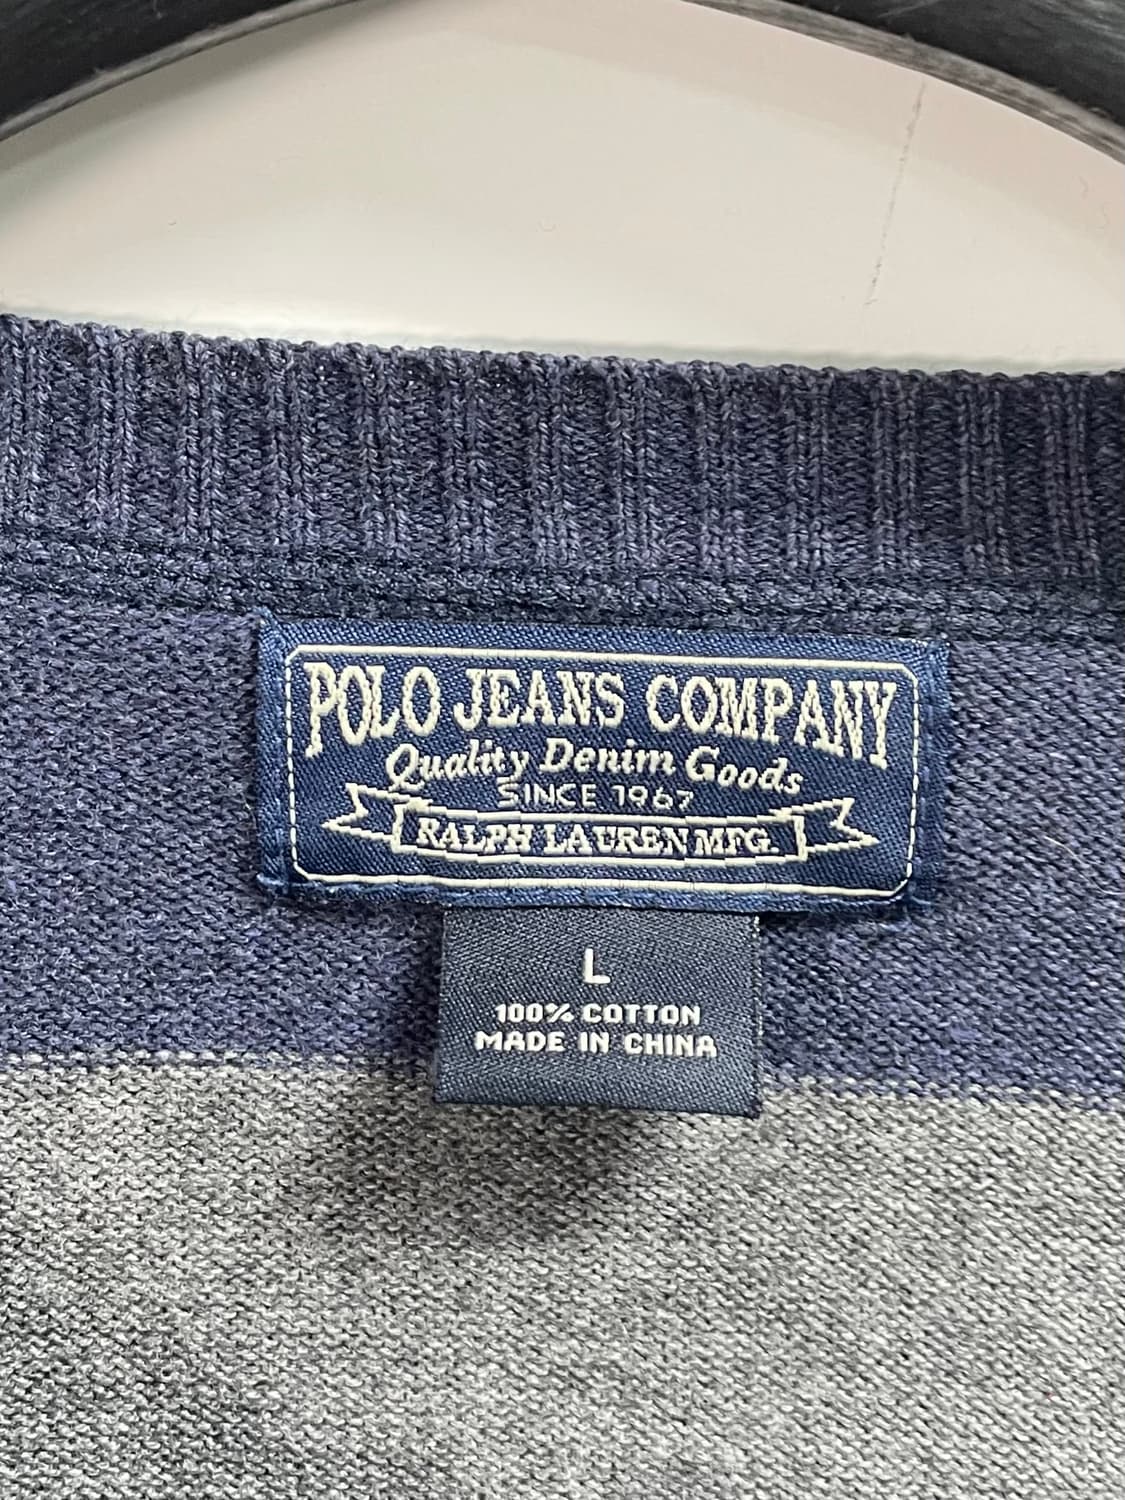 POLO JEANS COMPANY
Quality Denim Goods
SINCE 1967
RALPH LAUREN MFG.
L
100% COTTON
MADE IN CHINA